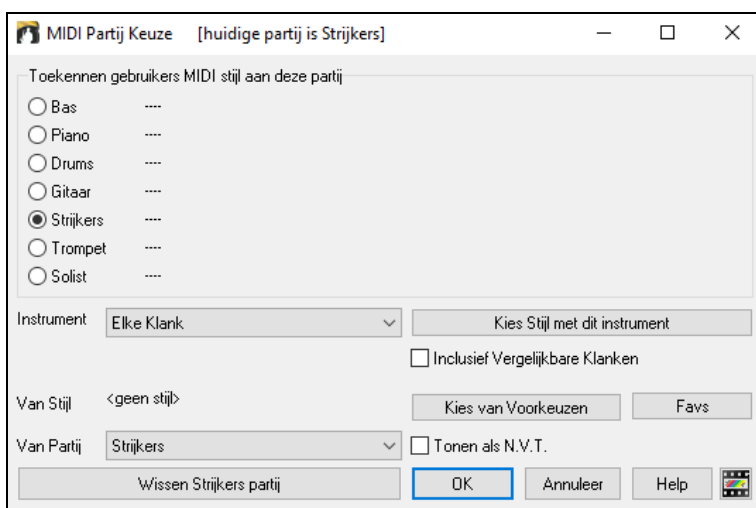 MIDI Partij Keuze [huidige partij is Strijkers]
Toekennen gebruikers MIDI stijl aan deze partij
Bas ----
Piano ----
Drums ----
Gitaar ----
Strijkers ----
Trompet ----
Solist ----
Instrument Elke Klank Kies Stijl met dit instrument
Inclusief Vergelijkbare Klanken
Van Stijl <geen stijl> Kies van Voorkeuzen Favs
Van Partij Strijkers Tonen als N.V.T.
Wissen Strijkers partij OK Annuleer Help